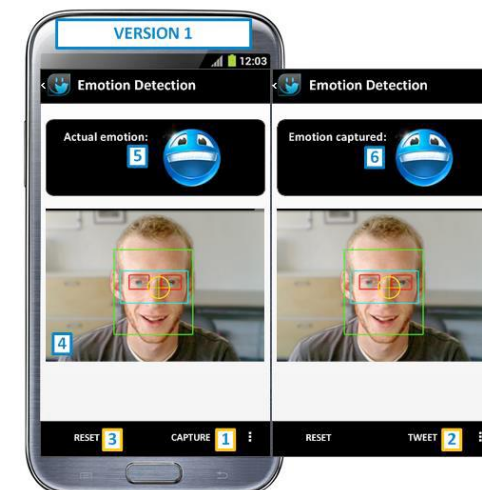 VERSION 1
12:03
Emotion Detection
Actual emotion:
5
4
RESET 3 CAPTURE 1
Emotion Detection
Emotion captured:
6
RESET TWEET 2